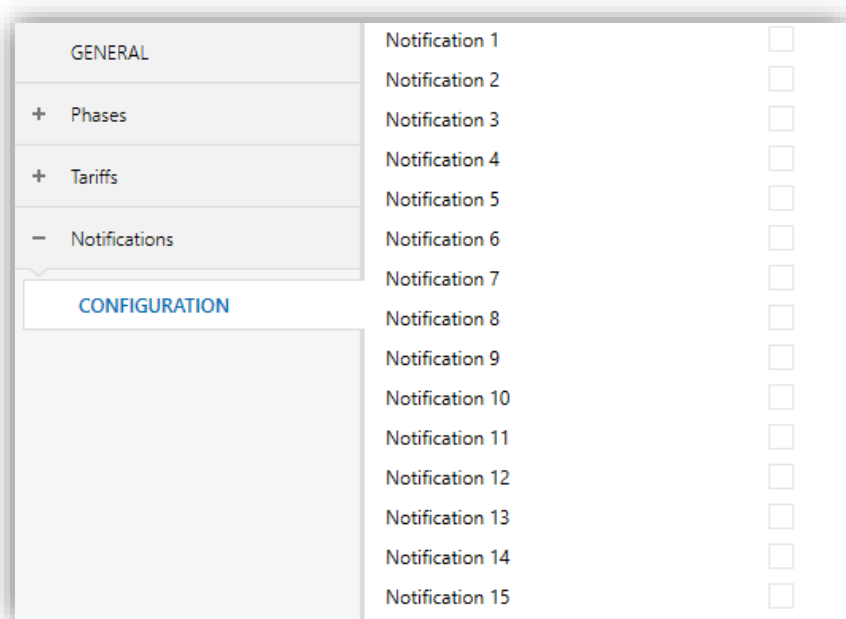 GENERAL
+ Phases
+ Tariffs
− Notifications
CONFIGURATION
Notification 1
Notification 2
Notification 3
Notification 4
Notification 5
Notification 6
Notification 7
Notification 8
Notification 9
Notification 10
Notification 11
Notification 12
Notification 13
Notification 14
Notification 15